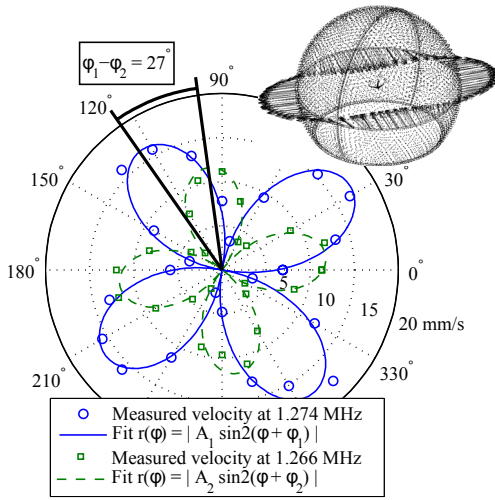 φ₁−φ₂ = 27°
90°
120°
150°
30°
180°
0°
5
10
15
20 mm/s
210°
330°
Measured velocity at 1.274 MHz
Fit r(φ) = | A₁ sin2(φ + φ₁) |
Measured velocity at 1.266 MHz
Fit r(φ) = | A₂ sin2(φ + φ₂) |